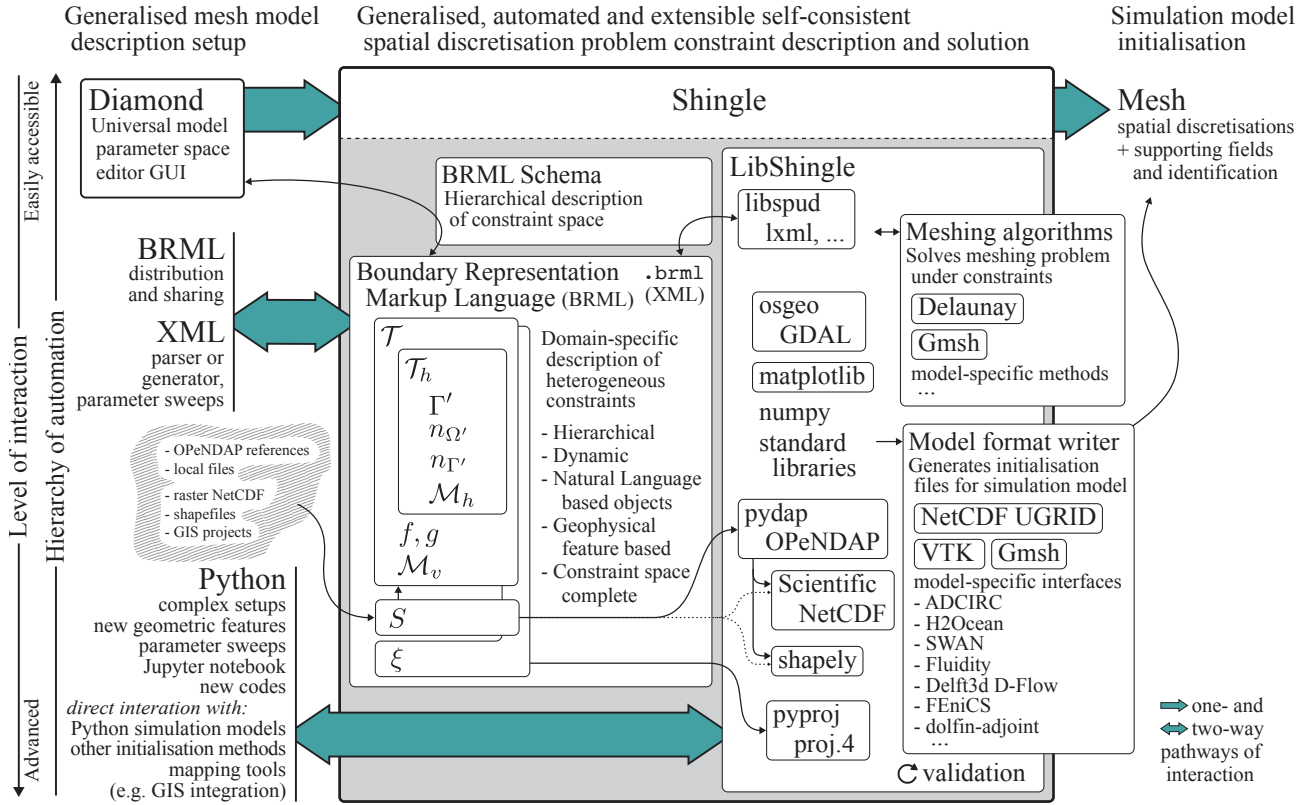 Generalised mesh model
description setup
Generalised, automated and extensible self-consistent
spatial discretisation problem constraint description and solution
Simulation model
initialisation
Level of interaction
Hierarchy of automation
Easily accessible
Advanced
Diamond
Universal model
parameter space
editor GUI
BRML
distribution
and sharing
XML
parser or
generator,
parameter sweeps
- OPeNDAP references
- local files
- raster NetCDF
- shapefiles
- GIS projects
Python
complex setups
new geometric features
parameter sweeps
Jupyter notebook
new codes
direct interation with:
Python simulation models
other initialisation methods
mapping tools
(e.g. GIS integration)
Shingle
BRML Schema
Hierarchical description
of constraint space
Boundary Representation
Markup Language (BRML)
.brml
(XML)
𝒯
𝒯h
Γ′
nΩ′
nΓ′
ℳh
f, g
ℳv
S
ξ
Domain-specific
description of
heterogeneous
constraints
- Hierarchical
- Dynamic
- Natural Language
based objects
- Geophysical
feature based
- Constraint space
complete
LibShingle
libspud
lxml, ...
osgeo
GDAL
matplotlib
numpy
standard
libraries
pydap
OPeNDAP
Scientific
NetCDF
shapely
pyproj
proj.4
Meshing algorithms
Solves meshing problem
under constraints
Delaunay
Gmsh
model-specific methods
...
Model format writer
Generates initialisation
files for simulation model
NetCDF UGRID
VTK
Gmsh
model-specific interfaces
- ADCIRC
- H2Ocean
- SWAN
- Fluidity
- Delft3d D-Flow
- FEniCS
- dolfin-adjoint
...
validation
Mesh
spatial discretisations
+ supporting fields
and identification
one- and
two-way
pathways of
interaction